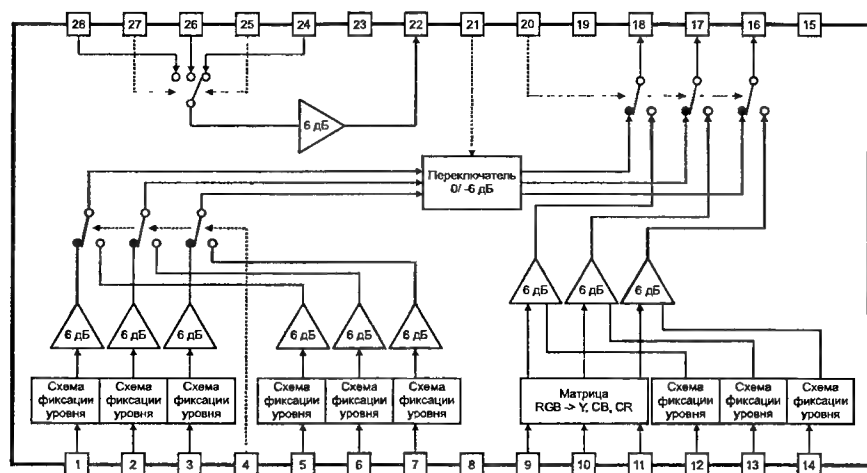 28 27 26 25 24 23 22 21 20 19 18 17 16 15
6 дБ
Переключатель
0/ -6 дБ
6 дБ 6 дБ 6 дБ
6 дБ 6 дБ 6 дБ 6 дБ 6 дБ 6 дБ
Схема фиксации уровня
Схема фиксации уровня
Схема фиксации уровня
Схема фиксации уровня
Схема фиксации уровня
Схема фиксации уровня
Матрица
RGB -> Y, CB, CR
Схема фиксации уровня
Схема фиксации уровня
Схема фиксации уровня
1 2 3 4 5 6 7 8 9 10 11 12 13 14